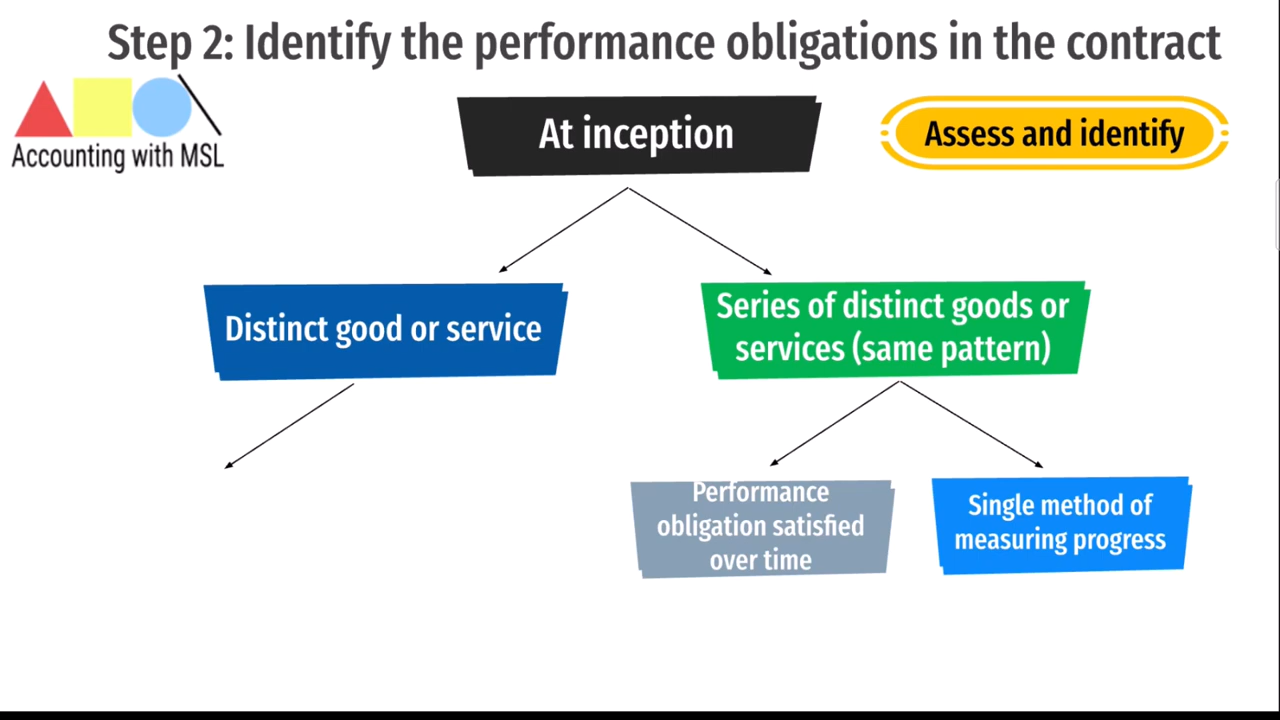 Step 2: Identify the performance obligations in the contract
Accounting with MSL
At inception
Assess and identify
Distinct good or service
Series of distinct goods or
services (same pattern)
Performance
obligation satisfied
over time
Single method of
measuring progress